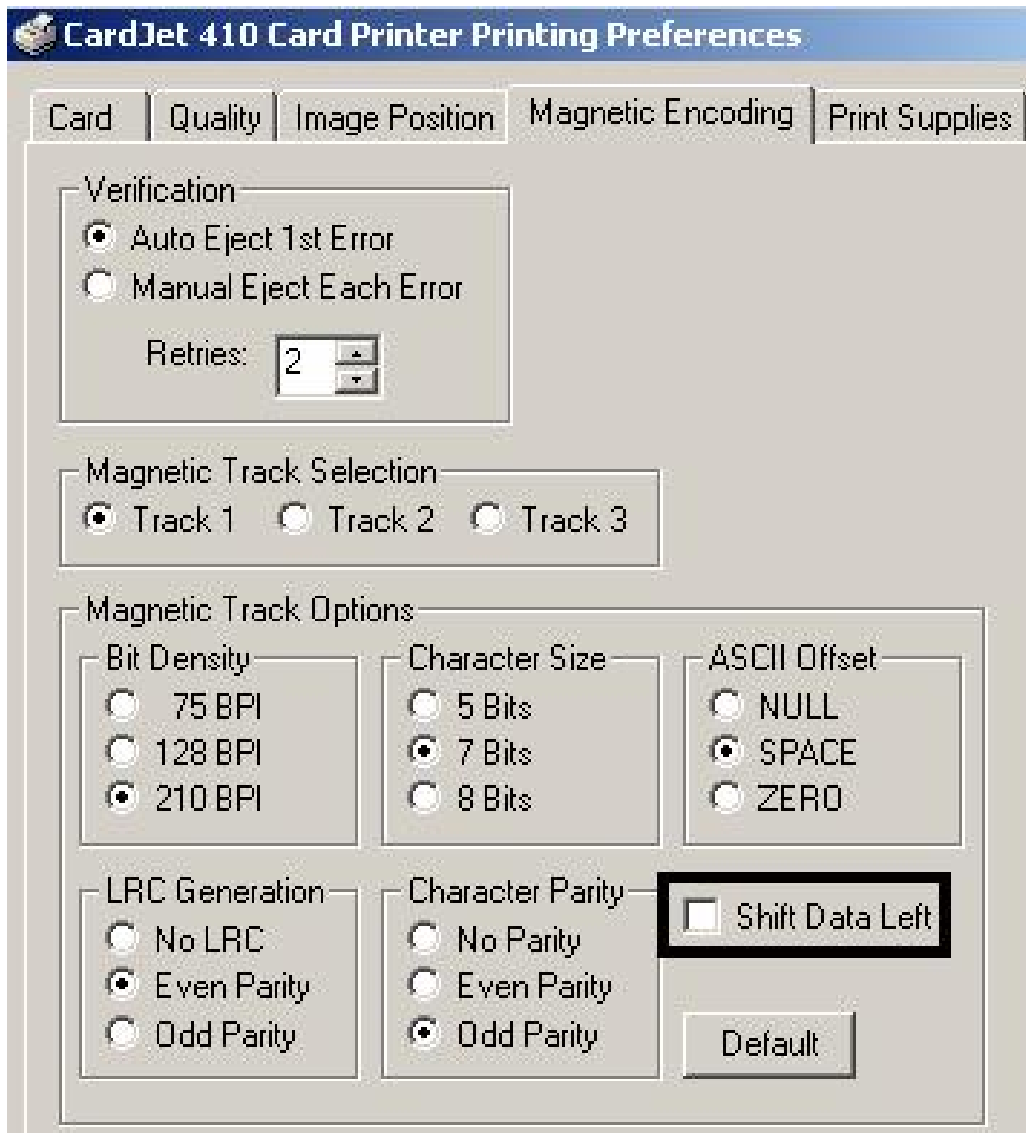 CardJet 410 Card Printer Printing Preferences
Card Quality Image Position Magnetic Encoding Print Supplies
Verification
Auto Eject 1st Error
Manual Eject Each Error
Retries: 2
Magnetic Track Selection
Track 1 Track 2 Track 3
Magnetic Track Options
Bit Density
75 BPI
128 BPI
210 BPI
Character Size
5 Bits
7 Bits
8 Bits
ASCII Offset
NULL
SPACE
ZERO
LRC Generation
No LRC
Even Parity
Odd Parity
Character Parity
No Parity
Even Parity
Odd Parity
Shift Data Left
Default